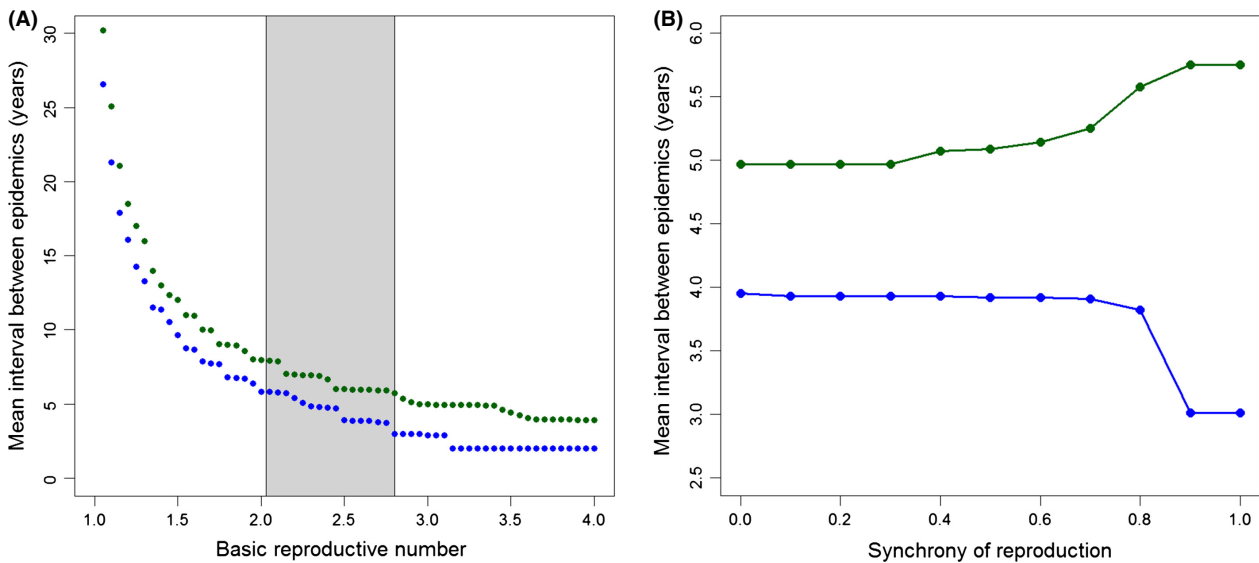 (A)
Mean interval between epidemics (years)
30
25
20
15
10
5
0
1.0 1.5 2.0 2.5 3.0 3.5 4.0
Basic reproductive number
(B)
Mean interval between epidemics (years)
6.0
5.5
5.0
4.5
4.0
3.5
3.0
2.5
0.0 0.2 0.4 0.6 0.8 1.0
Synchrony of reproduction